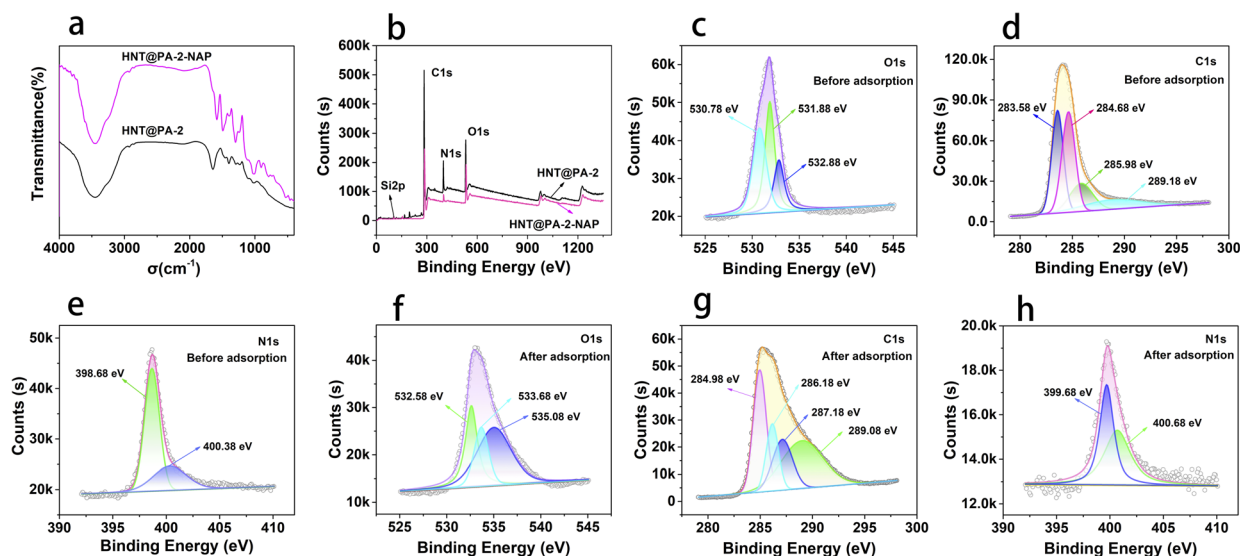 a
HNT@PA-2-NAP
HNT@PA-2
Transmittance(%)
4000 3000 2000 1000
σ(cm⁻¹)
b
600k
500k
400k
300k
200k
100k
0
C1s
N1s
O1s
Si2p
HNT@PA-2
HNT@PA-2-NAP
Counts (s)
0 300 600 900 1200
Binding Energy (eV)
c
O1s
Before adsorption
60k
50k
40k
30k
20k
530.78 eV
531.88 eV
532.88 eV
Counts (s)
525 535 545
Binding Energy (eV)
d
C1s
Before adsorption
120.0k
90.0k
60.0k
30.0k
0.0
283.58 eV
284.68 eV
285.98 eV
289.18 eV
Counts (s)
280 285 290 295 300
Binding Energy (eV)
e
N1s
Before adsorption
50k
40k
30k
20k
398.68 eV
400.38 eV
Counts (s)
390 395 400 405 410
Binding Energy (eV)
f
O1s
After adsorption
50k
40k
30k
20k
10k
532.58 eV
533.68 eV
535.08 eV
Counts (s)
525 530 535 540 545
Binding Energy (eV)
g
C1s
After adsorption
60k
50k
40k
30k
20k
10k
0
284.98 eV
286.18 eV
287.18 eV
289.08 eV
Counts (s)
280 285 290 295 300
Binding Energy (eV)
h
N1s
After adsorption
19.0k
18.0k
16.0k
14.0k
13.0k
399.68 eV
400.68 eV
Counts (s)
390 400 405 410
Binding Energy (eV)